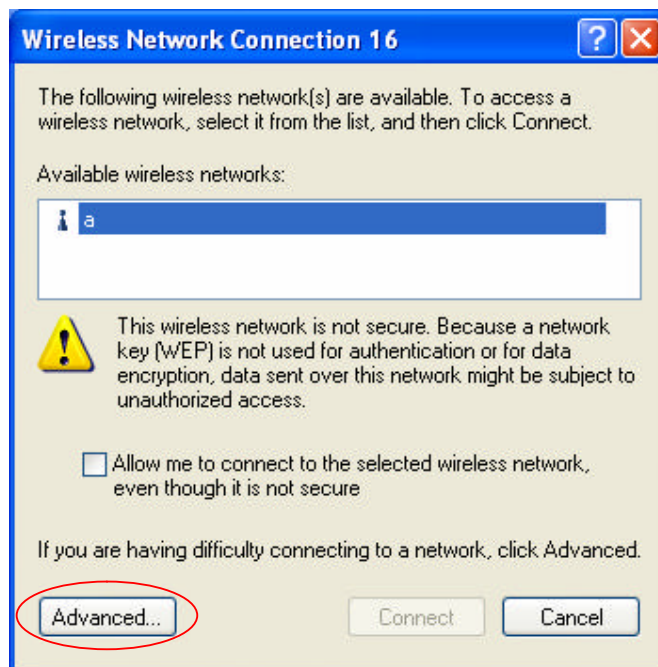 Wireless Network Connection 16
?
The following wireless network(s) are available. To access a
wireless network, select it from the list, and then click Connect.
Available wireless networks:
a
This wireless network is not secure. Because a network
key (WEP) is not used for authentication or for data
encryption, data sent over this network might be subject to
unauthorized access.
Allow me to connect to the selected wireless network,
even though it is not secure
If you are having difficulty connecting to a network, click Advanced.
Advanced... Connect Cancel